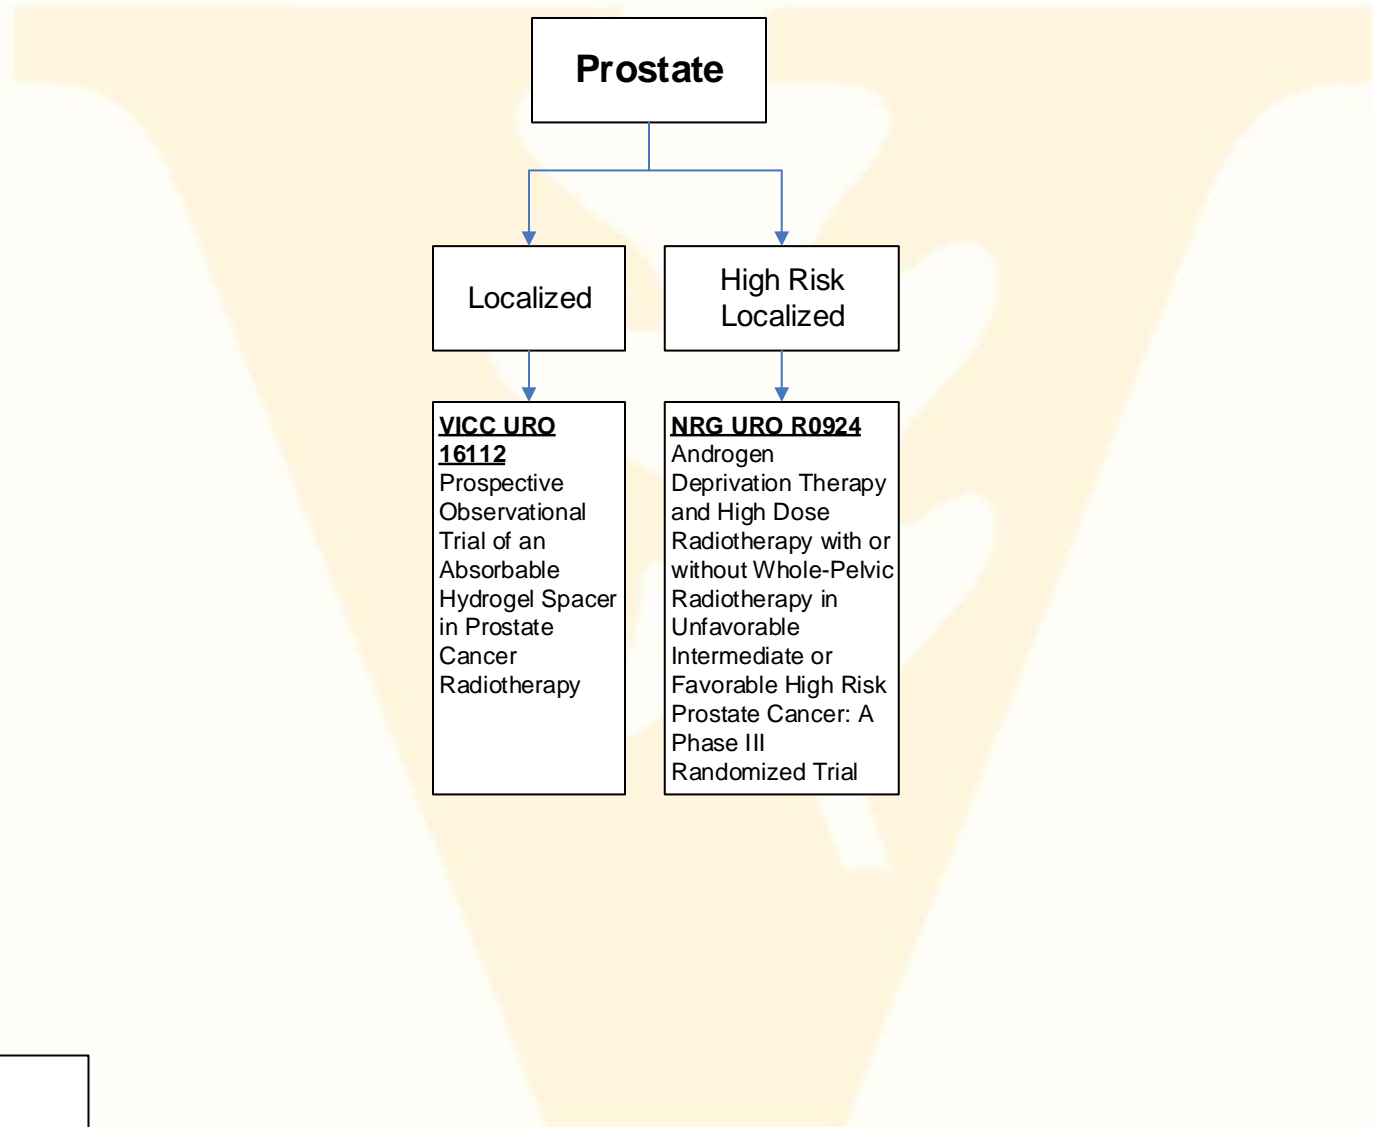 Prostate
Localized
High Risk
Localized
VICC URO
16112
Prospective
Observational
Trial of an
Absorbable
Hydrogel Spacer
in Prostate
Cancer
Radiotherapy
NRG URO R0924
Androgen
Deprivation Therapy
and High Dose
Radiotherapy with or
without Whole-Pelvic
Radiotherapy in
Unfavorable
Intermediate or
Favorable High Risk
Prostate Cancer: A
Phase III
Randomized Trial